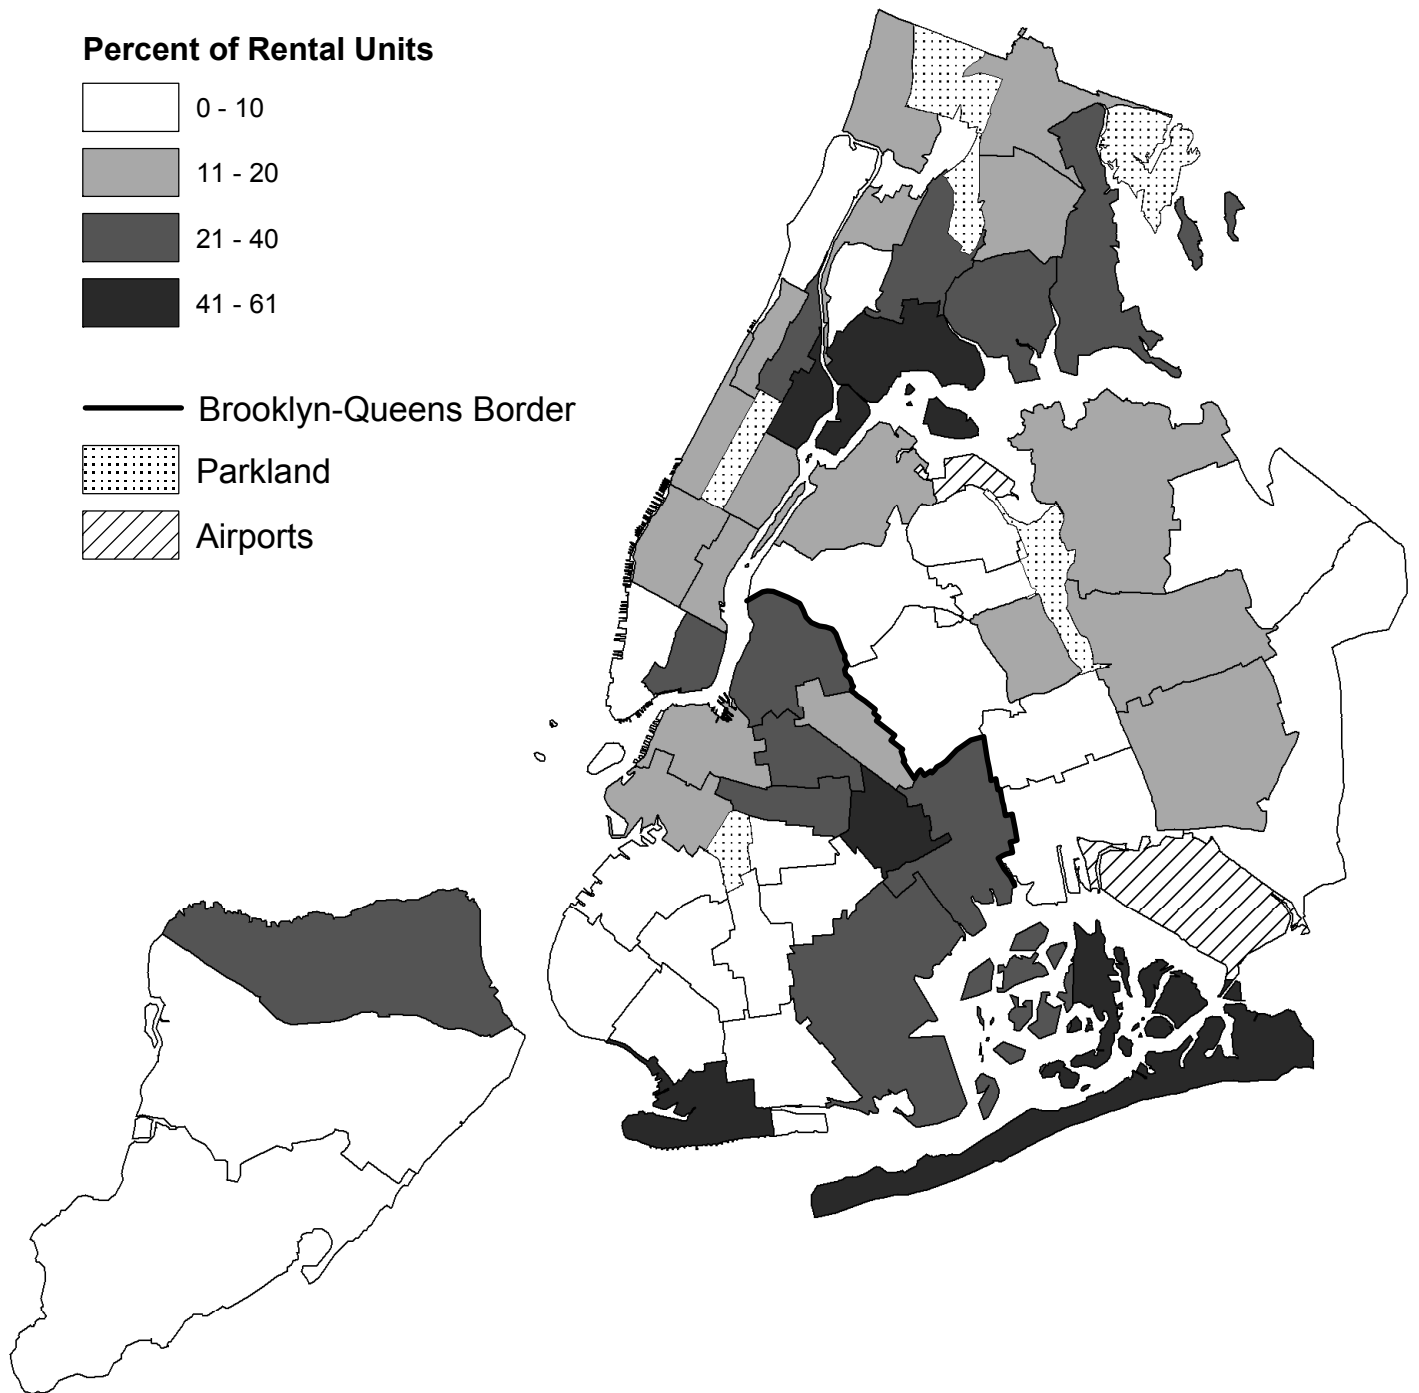 Percent of Rental Units
0 - 10
11 - 20
21 - 40
41 - 61
Brooklyn-Queens Border
Parkland
Airports